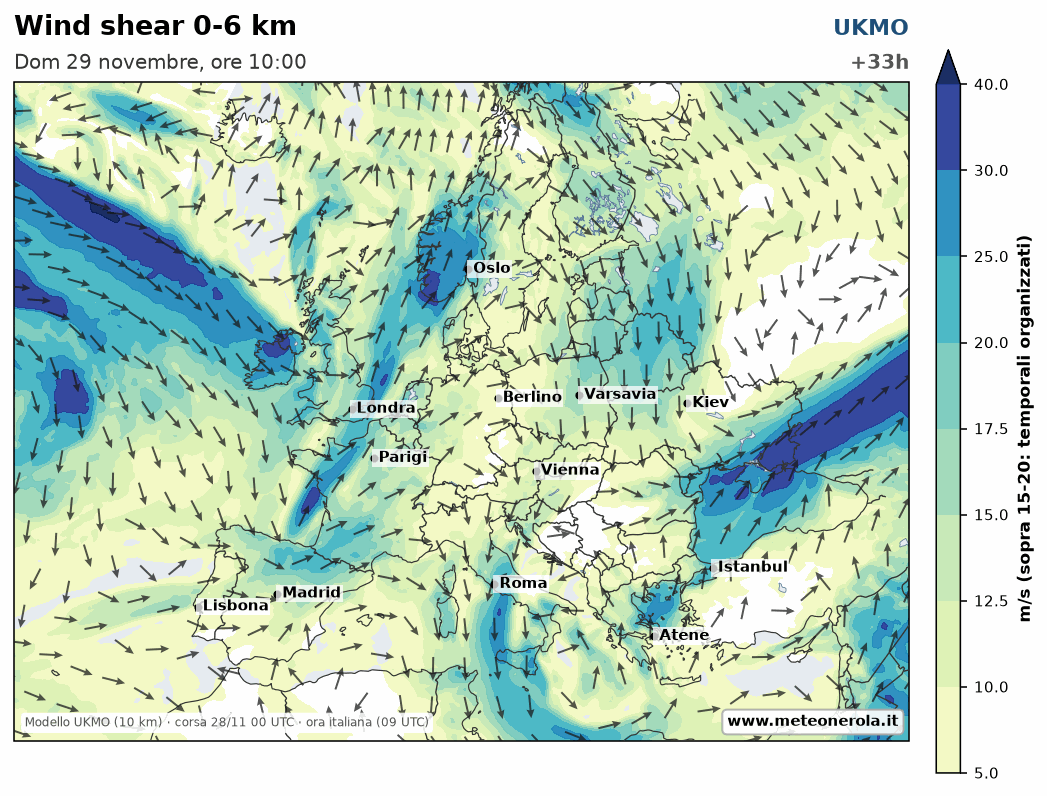 Wind shear 0-6 km
UKMO
Dom 29 novembre, ore 10:00
+33h
40.0
30.0
25.0
20.0
17.5
15.0
12.5
10.0
5.0
m/s (sopra 15-20: temporali organizzati)
Oslo
Berlino
Varsavia
Kiev
Londra
Parigi
Vienna
Istanbul
Roma
Madrid
Lisbona
Atene
Modello UKMO (10 km) · corsa 28/11 00 UTC · ora italiana (09 UTC)
www.meteonerola.it